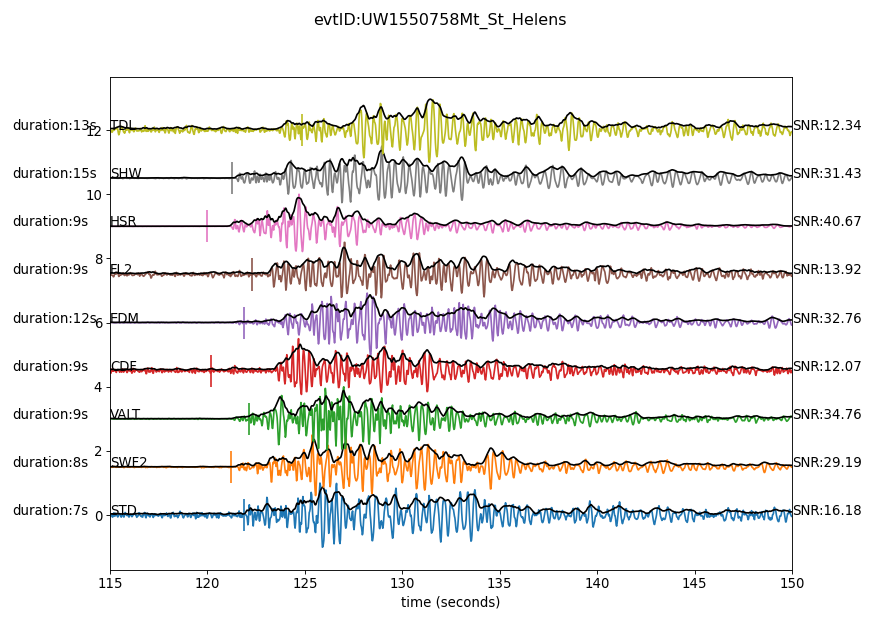 evtID:UW1550758Mt_St_Helens
duration:13s TDL SNR:12.34
12
duration:15s SHW SNR:31.43
10
duration:9s HSR SNR:40.67
8
duration:9s FL2 SNR:13.92
duration:12s EDM SNR:32.76
6
duration:9s CDF SNR:12.07
4
duration:9s VALT SNR:34.76
2
duration:8s SWF2 SNR:29.19
duration:7s STD SNR:16.18
0
115 120 125 130 135 140 145 150
time (seconds)